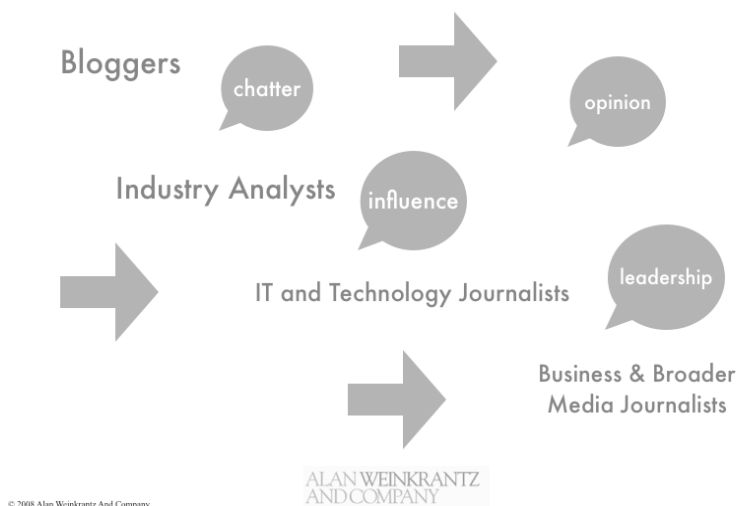 Bloggers
chatter
opinion
Industry Analysts
influence
IT and Technology Journalists
leadership
Business & Broader
Media Journalists
ALAN WEINKRANTZ
AND COMPANY
© 2008 Alan Weinkrantz And Company